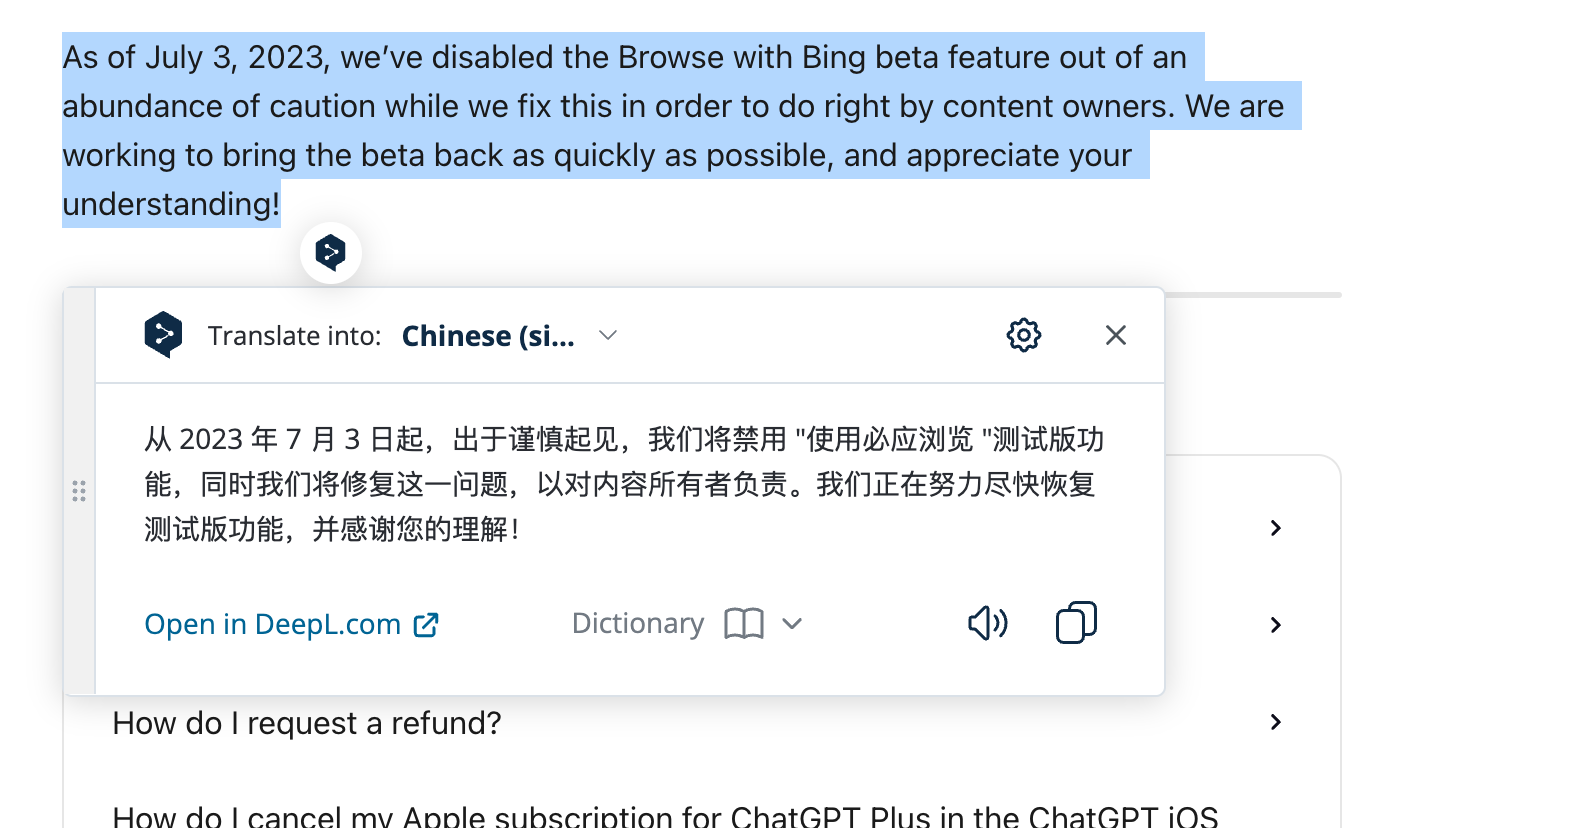 As of July 3, 2023, we’ve disabled the Browse with Bing beta feature out of an
abundance of caution while we fix this in order to do right by content owners. We are
working to bring the beta back as quickly as possible, and appreciate your
understanding!
Translate into: Chinese (si...
从 2023 年 7 月 3 日起，出于谨慎起见，我们将禁用 "使用必应浏览 "测试版功
能，同时我们将修复这一问题，以对内容所有者负责。我们正在努力尽快恢复
测试版功能，并感谢您的理解！
Open in DeepL.com Dictionary
How do I request a refund?
How do I cancel my Apple subscription for ChatGPT Plus in the ChatGPT iOS